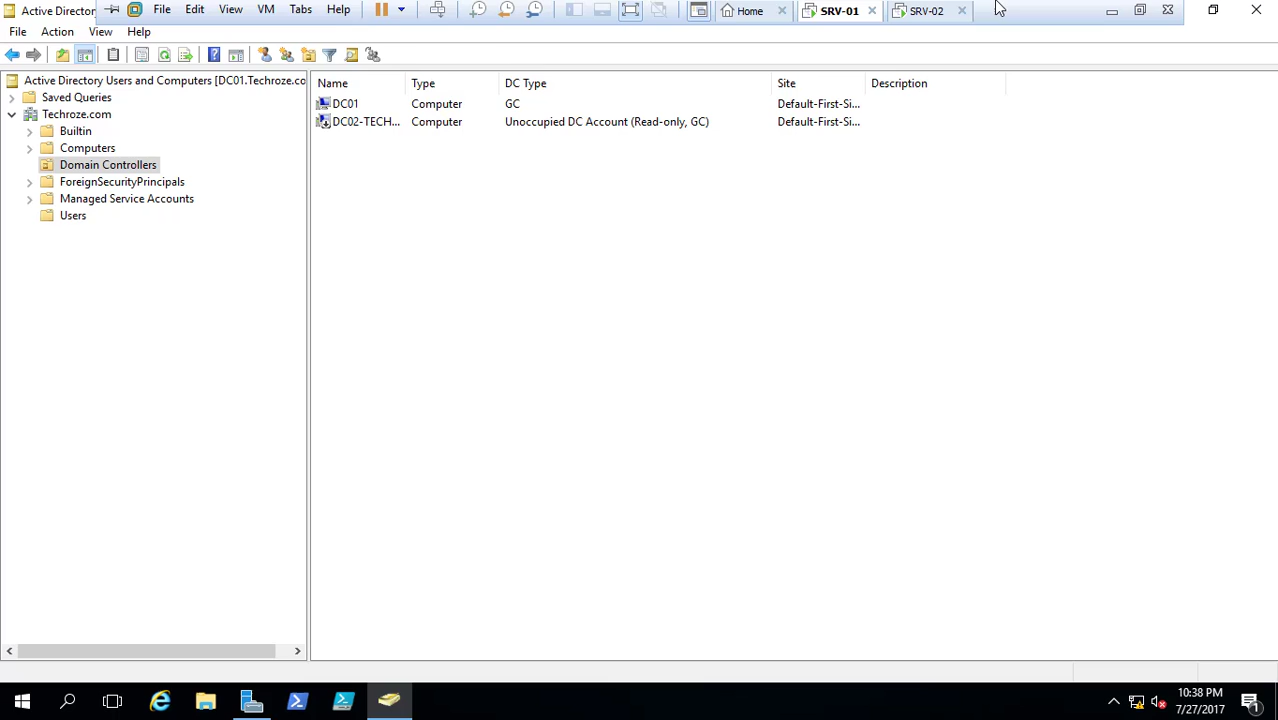 Active Directory
File Edit View VM Tabs Help
Home
SRV-01
SRV-02
File Action View Help
Active Directory Users and Computers [DC01.Techroze.co
Saved Queries
Techroze.com
Builtin
Computers
Domain Controllers
ForeignSecurityPrincipals
Managed Service Accounts
Users
Name Type DC Type Site Description
DC01 Computer GC Default-First-Si...
DC02-TECH... Computer Unoccupied DC Account (Read-only, GC) Default-First-Si...
10:38 PM
7/27/2017
1